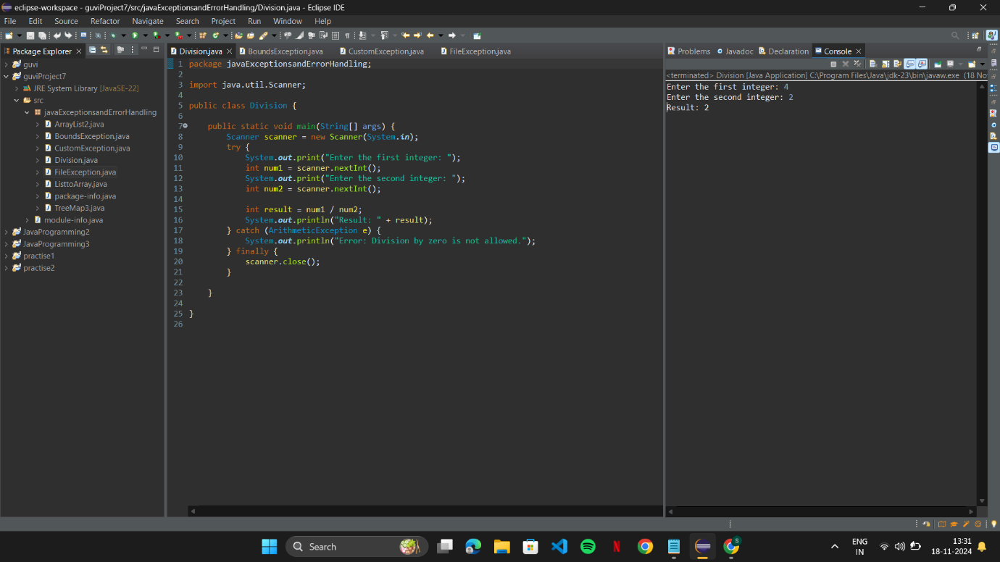 eclipse-workspace - guviProject7/src/javaExceptionsandErrorHandling/Division.java - Eclipse IDE
File Edit Source Refactor Navigate Search Project Run Window Help
Package Explorer
guvi
guviProject7
JRE System Library [JavaSE-22]
src
javaExceptionsandErrorHandling
ArrayList2.java
BoundsException.java
CustomException.java
Division.java
FileException.java
ListtoArray.java
package-info.java
TreeMap3.java
module-info.java
JavaProgramming2
JavaProgramming3
practise1
practise2
Division.java BoundsException.java CustomException.java FileException.java
1 package javaExceptionsandErrorHandling;
2
3 import java.util.Scanner;
4
5 public class Division {
6
7 public static void main(String[] args) {
8 Scanner scanner = new Scanner(System.in);
9 try {
10 System.out.print("Enter the first integer: ");
11 int num1 = scanner.nextInt();
12 System.out.print("Enter the second integer: ");
13 int num2 = scanner.nextInt();
14
15 int result = num1 / num2;
16 System.out.println("Result: " + result);
17 } catch (ArithmeticException e) {
18 System.out.println("Error: Division by zero is not allowed.");
19 } finally {
20 scanner.close();
21 }
22
23 }
24
25 }
26
Problems Javadoc Declaration Console
<terminated> Division [Java Application] C:\Program Files\Java\jdk-23\bin\javaw.exe (18 No
Enter the first integer: 4
Enter the second integer: 2
Result: 2
Search
ENG
IN
13:31
18-11-2024